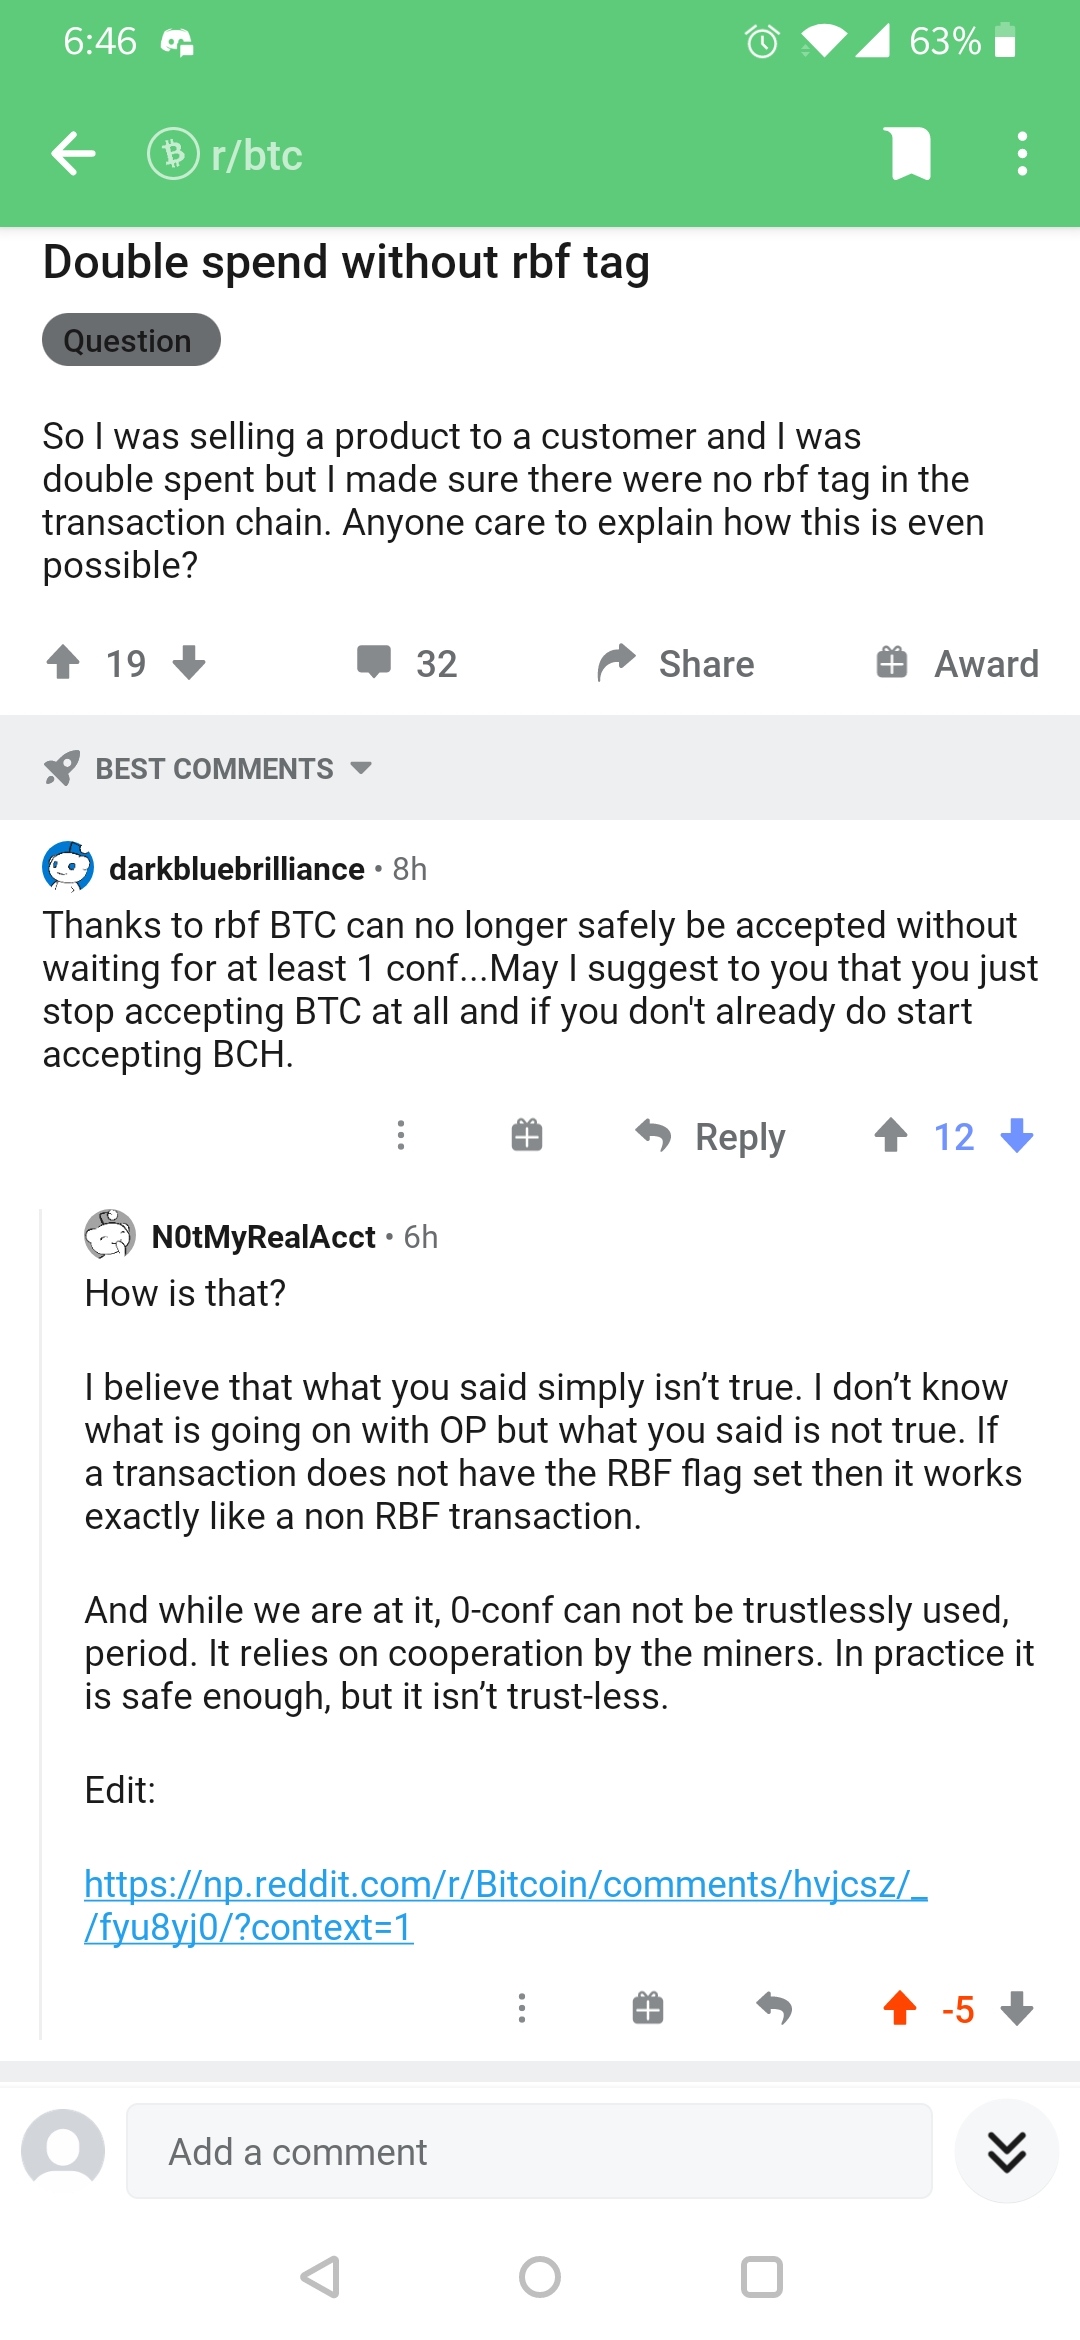 6:46
63%
r/btc
Double spend without rbf tag
Question
So I was selling a product to a customer and I was
double spent but I made sure there were no rbf tag in the
transaction chain. Anyone care to explain how this is even
possible?
19
32
Share
Award
BEST COMMENTS
darkbluebrilliance • 8h
Thanks to rbf BTC can no longer safely be accepted without
waiting for at least 1 conf...May I suggest to you that you just
stop accepting BTC at all and if you don't already do start
accepting BCH.
Reply
12
N0tMyRealAcct • 6h
How is that?
I believe that what you said simply isn’t true. I don’t know
what is going on with OP but what you said is not true. If
a transaction does not have the RBF flag set then it works
exactly like a non RBF transaction.
And while we are at it, 0-conf can not be trustlessly used,
period. It relies on cooperation by the miners. In practice it
is safe enough, but it isn’t trust-less.
Edit:
https://np.reddit.com/r/Bitcoin/comments/hvjcsz/_
/fyu8yj0/?context=1
-5
Add a comment